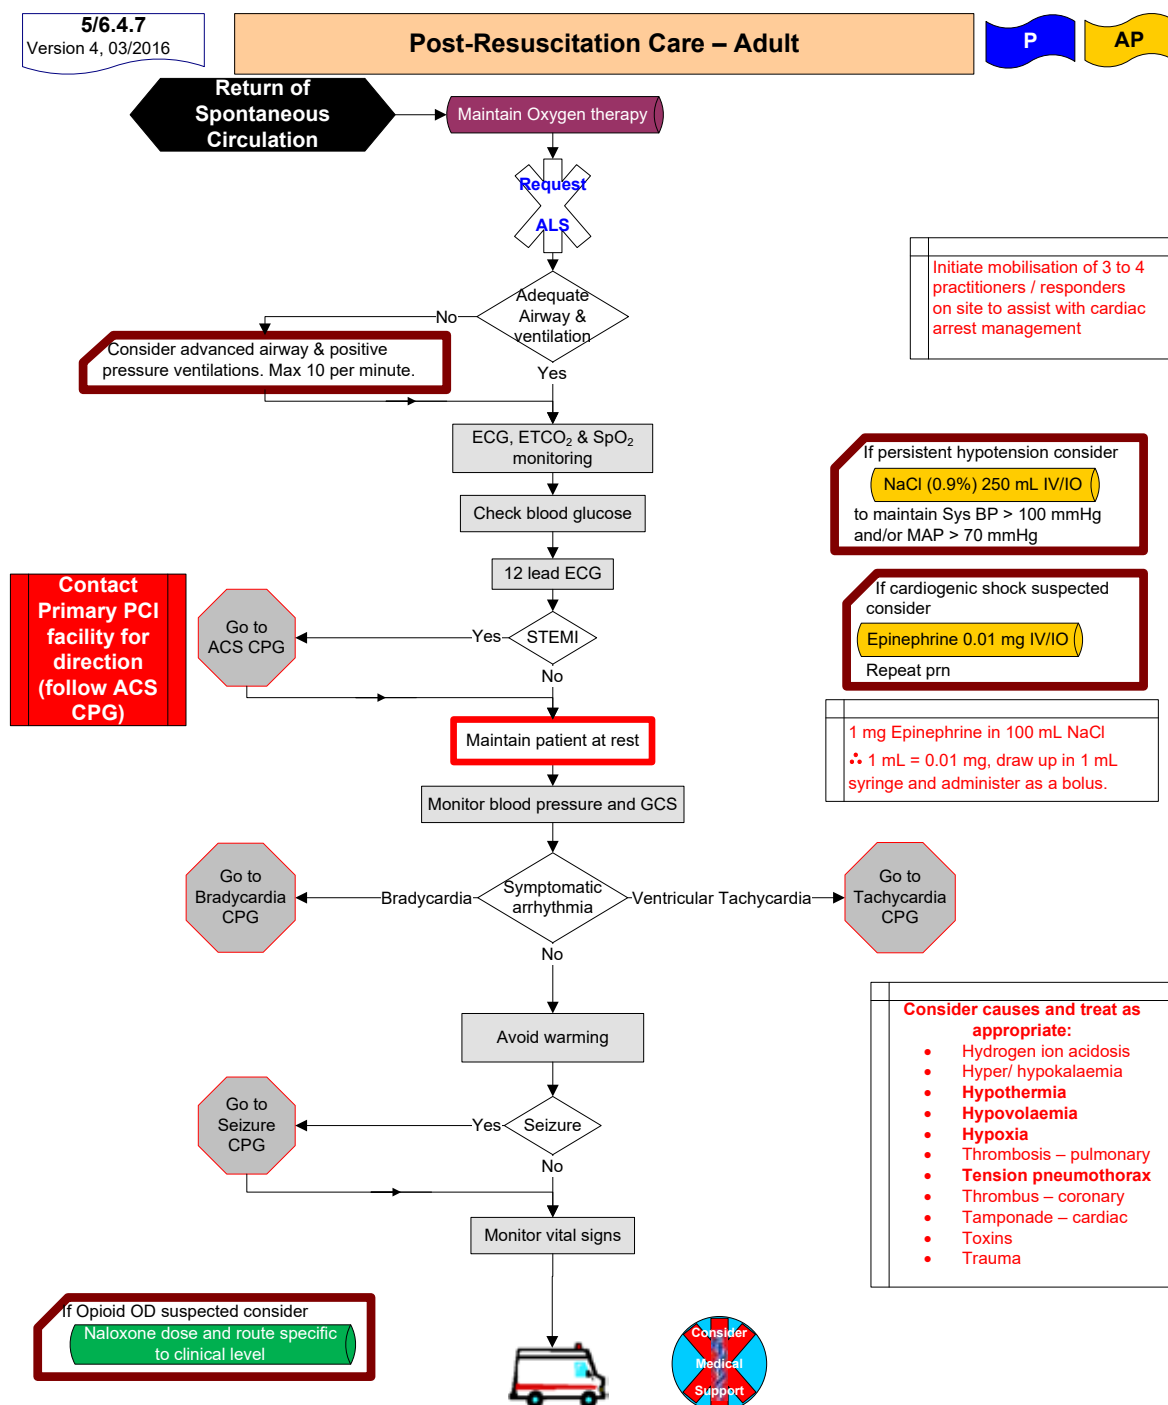 5/6.4.7
Version 4, 03/2016
Post-Resuscitation Care – Adult
P
AP
Return of
Spontaneous
Circulation
Maintain Oxygen therapy
Request
ALS
Initiate mobilisation of 3 to 4
practitioners / responders
on site to assist with cardiac
arrest management
Adequate
Airway &
ventilation
No
Consider advanced airway & positive
pressure ventilations. Max 10 per minute.
Yes
ECG, ETCO₂ & SpO₂
monitoring
If persistent hypotension consider
NaCl (0.9%) 250 mL IV/IO
to maintain Sys BP > 100 mmHg
and/or MAP > 70 mmHg
Check blood glucose
12 lead ECG
Contact
Primary PCI
facility for
direction
(follow ACS
CPG)
Go to
ACS CPG
Yes
STEMI
No
If cardiogenic shock suspected
consider
Epinephrine 0.01 mg IV/IO
Repeat prn
Maintain patient at rest
1 mg Epinephrine in 100 mL NaCl
∴ 1 mL = 0.01 mg, draw up in 1 mL
syringe and administer as a bolus.
Monitor blood pressure and GCS
Go to
Bradycardia
CPG
Bradycardia
Symptomatic
arrhythmia
Ventricular Tachycardia
Go to
Tachycardia
CPG
No
Avoid warming
Consider causes and treat as
appropriate:
• Hydrogen ion acidosis
• Hyper/ hypokalaemia
• Hypothermia
• Hypovolaemia
• Hypoxia
• Thrombosis – pulmonary
• Tension pneumothorax
• Thrombus – coronary
• Tamponade – cardiac
• Toxins
• Trauma
Go to
Seizure
CPG
Yes
Seizure
No
Monitor vital signs
If Opioid OD suspected consider
Naloxone dose and route specific
to clinical level
Consider
Medical
Support